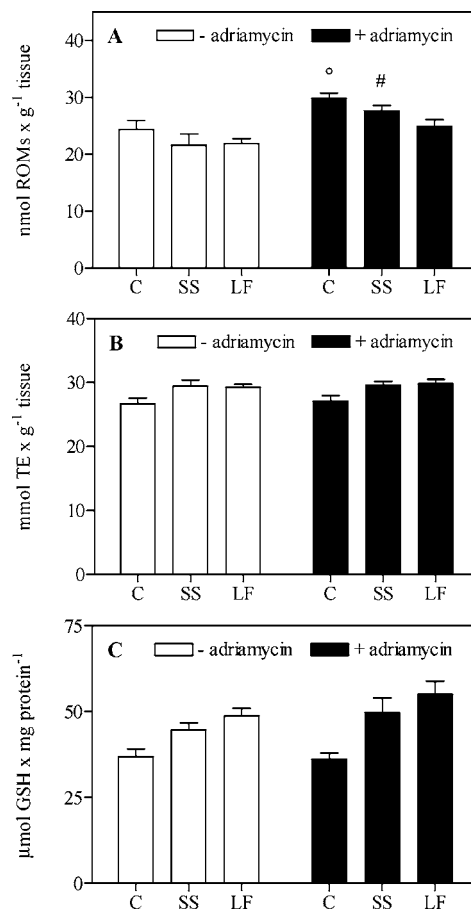 A
- adriamycin + adriamycin
nmol ROMs x g⁻¹ tissue
40
30
20
10
0
° #
C SS LF C SS LF
B
- adriamycin + adriamycin
mmol TE x g⁻¹ tissue
40
30
20
10
0
C SS LF C SS LF
C
- adriamycin + adriamycin
μmol GSH x mg protein⁻¹
75
50
25
0
C SS LF C SS LF